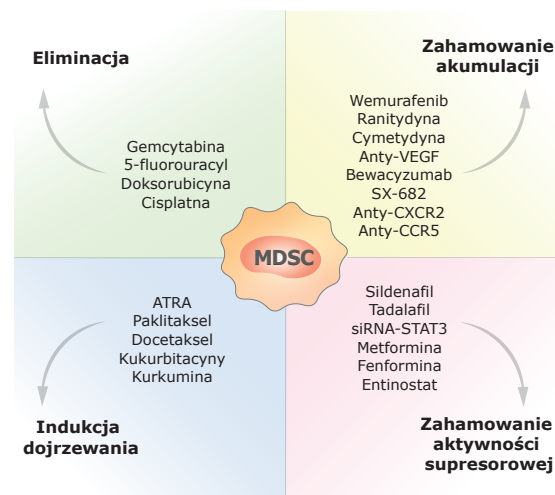 Eliminacja
Gemcytabina
5-fluorouracyl
Doksorubicyna
Cisplatna
Zahamowanie
akumulacji
Wemurafenib
Ranitydyna
Cymetydyna
Anty-VEGF
Bewacyzumab
SX-682
Anty-CXCR2
Anty-CCR5
MDSC
ATRA
Paklitaksel
Docetaksel
Kukurbitacyny
Kurkumina
Indukcja
dojrzewania
Sildenafil
Tadalafil
siRNA-STAT3
Metformina
Fenformina
Entinostat
Zahamowanie
aktywności
supresorowej